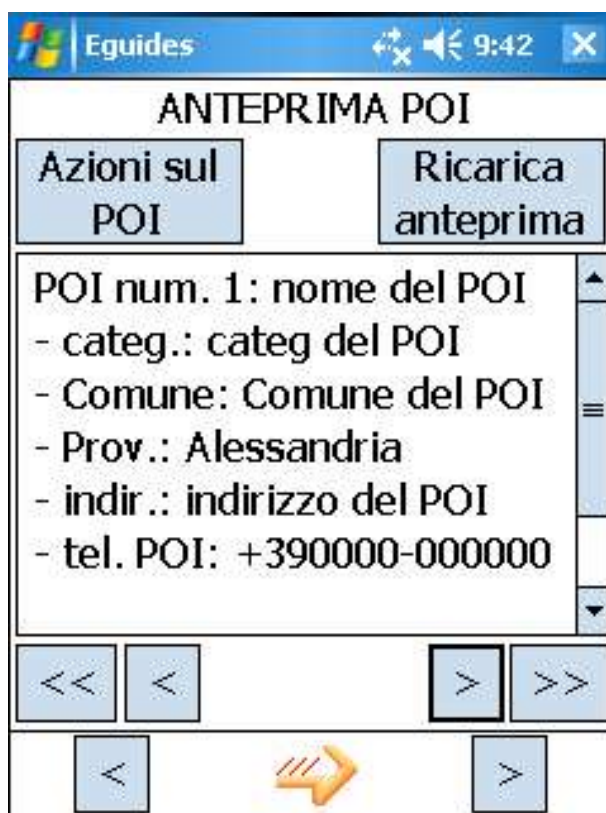 Eguides 9:42
ANTEPRIMA POI
Azioni sul
POI
Ricarica
anteprima
POI num. 1: nome del POI
- categ.: categ del POI
- Comune: Comune del POI
- Prov.: Alessandria
- indir.: indirizzo del POI
- tel. POI: +390000-000000
<< < > >>
< >